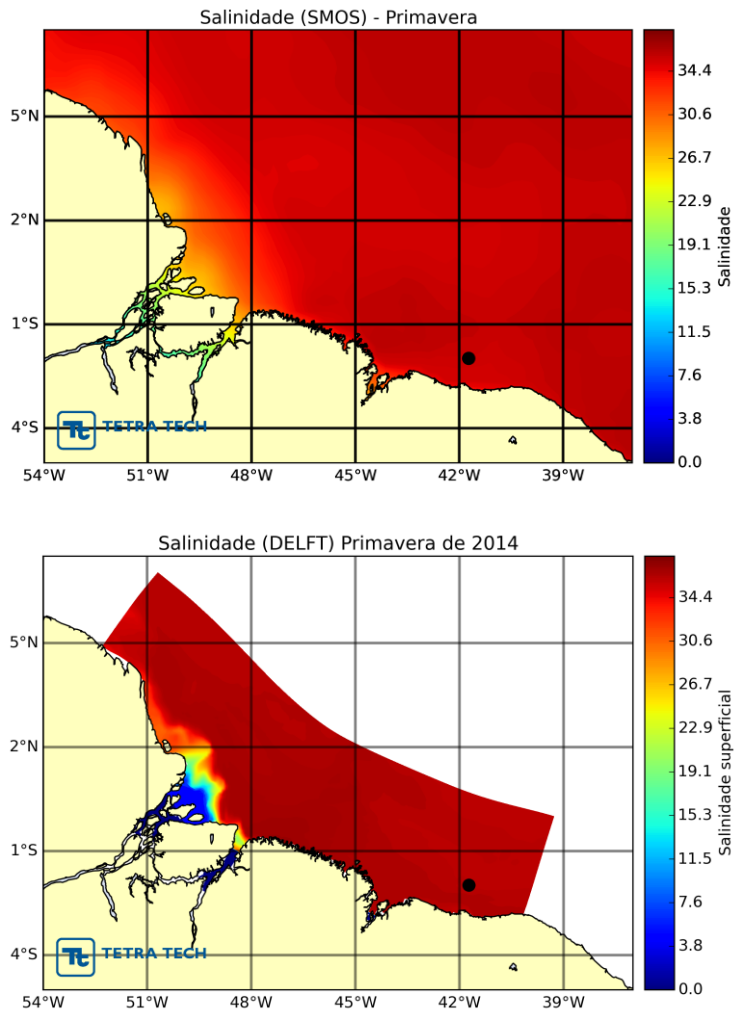 Salinidade (SMOS) - Primavera
5°N
2°N
1°S
4°S
54°W 51°W 48°W 45°W 42°W 39°W
Tt TETRA TECH
34.4
30.6
26.7
22.9
19.1
15.3
11.5
7.6
3.8
0.0
Salinidade
Salinidade (DELFT) Primavera de 2014
5°N
2°N
1°S
4°S
54°W 51°W 48°W 45°W 42°W 39°W
Tt TETRA TECH
34.4
30.6
26.7
22.9
19.1
15.3
11.5
7.6
3.8
0.0
Salinidade superficial